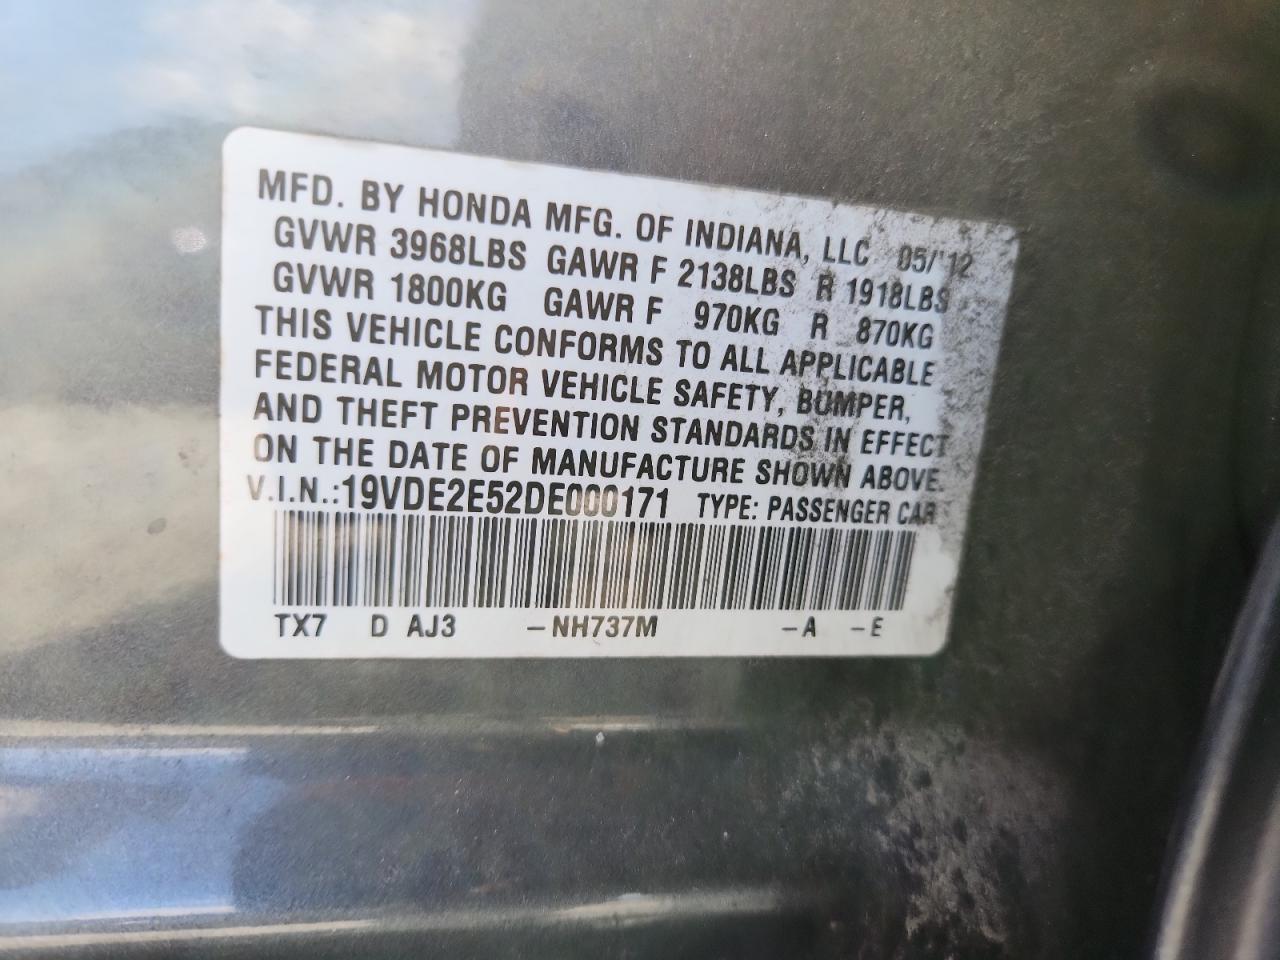 MFD. BY HONDA MFG. OF INDIANA, LLC 05/'12
GVWR 3968LBS GAWR F 2138LBS R 1918LBS
GVWR 1800KG GAWR F 970KG R 870KG
THIS VEHICLE CONFORMS TO ALL APPLICABLE
FEDERAL MOTOR VEHICLE SAFETY, BUMPER,
AND THEFT PREVENTION STANDARDS IN EFFECT
ON THE DATE OF MANUFACTURE SHOWN ABOVE.
V.I.N.:19VDE2E52DE000171 TYPE: PASSENGER CAR
TX7 D AJ3 -NH737M -A -E